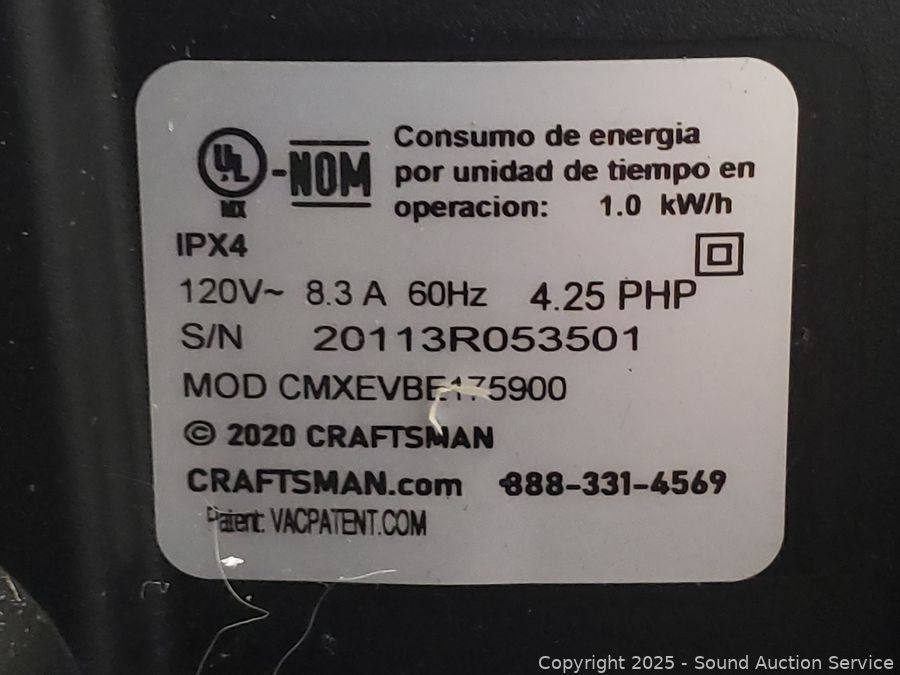 Consumo de energia
por unidad de tiempo en
operacion: 1.0 kW/h
UL
-NOM
MX
IPX4
120V~ 8.3 A 60Hz 4.25 PHP
S/N 20113R053501
MOD CMXEVBE175900
© 2020 CRAFTSMAN
CRAFTSMAN.com 888-331-4569
Patent: VACPATENT.COM
Copyright 2025 - Sound Auction Service